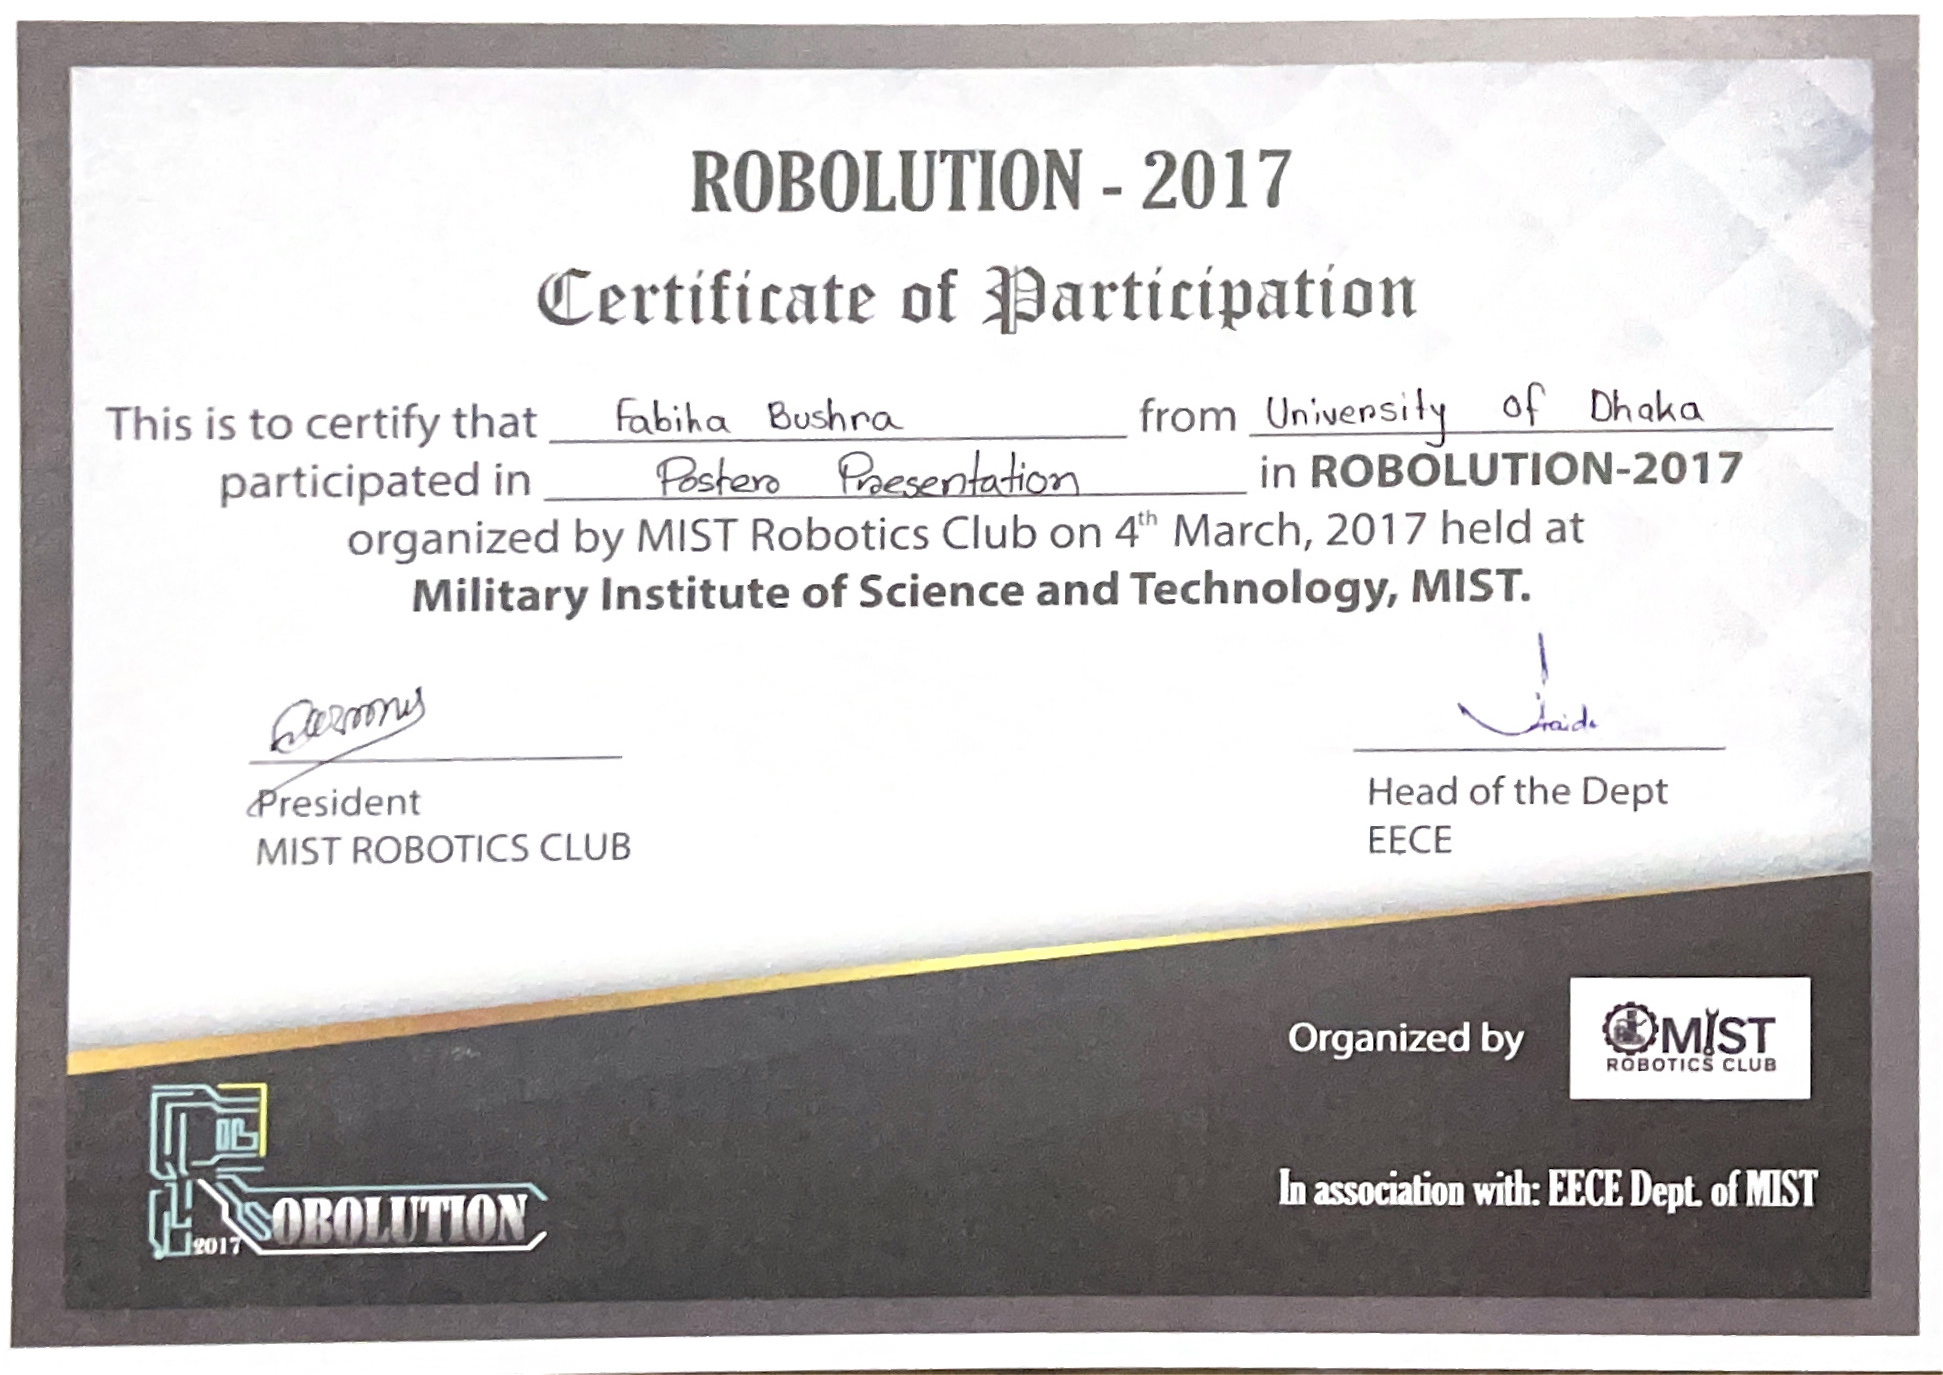 ROBOLUTION - 2017
Certificate of Participation
This is to certify that Fabiha Bushra from University of Dhaka
participated in Poster Presentation in ROBOLUTION-2017
organized by MIST Robotics Club on 4th March, 2017 held at
Military Institute of Science and Technology, MIST.
President
MIST ROBOTICS CLUB
Head of the Dept
EECE
Organized by
MIST
ROBOTICS CLUB
ROBOLUTION
2017
In association with: EECE Dept. of MIST